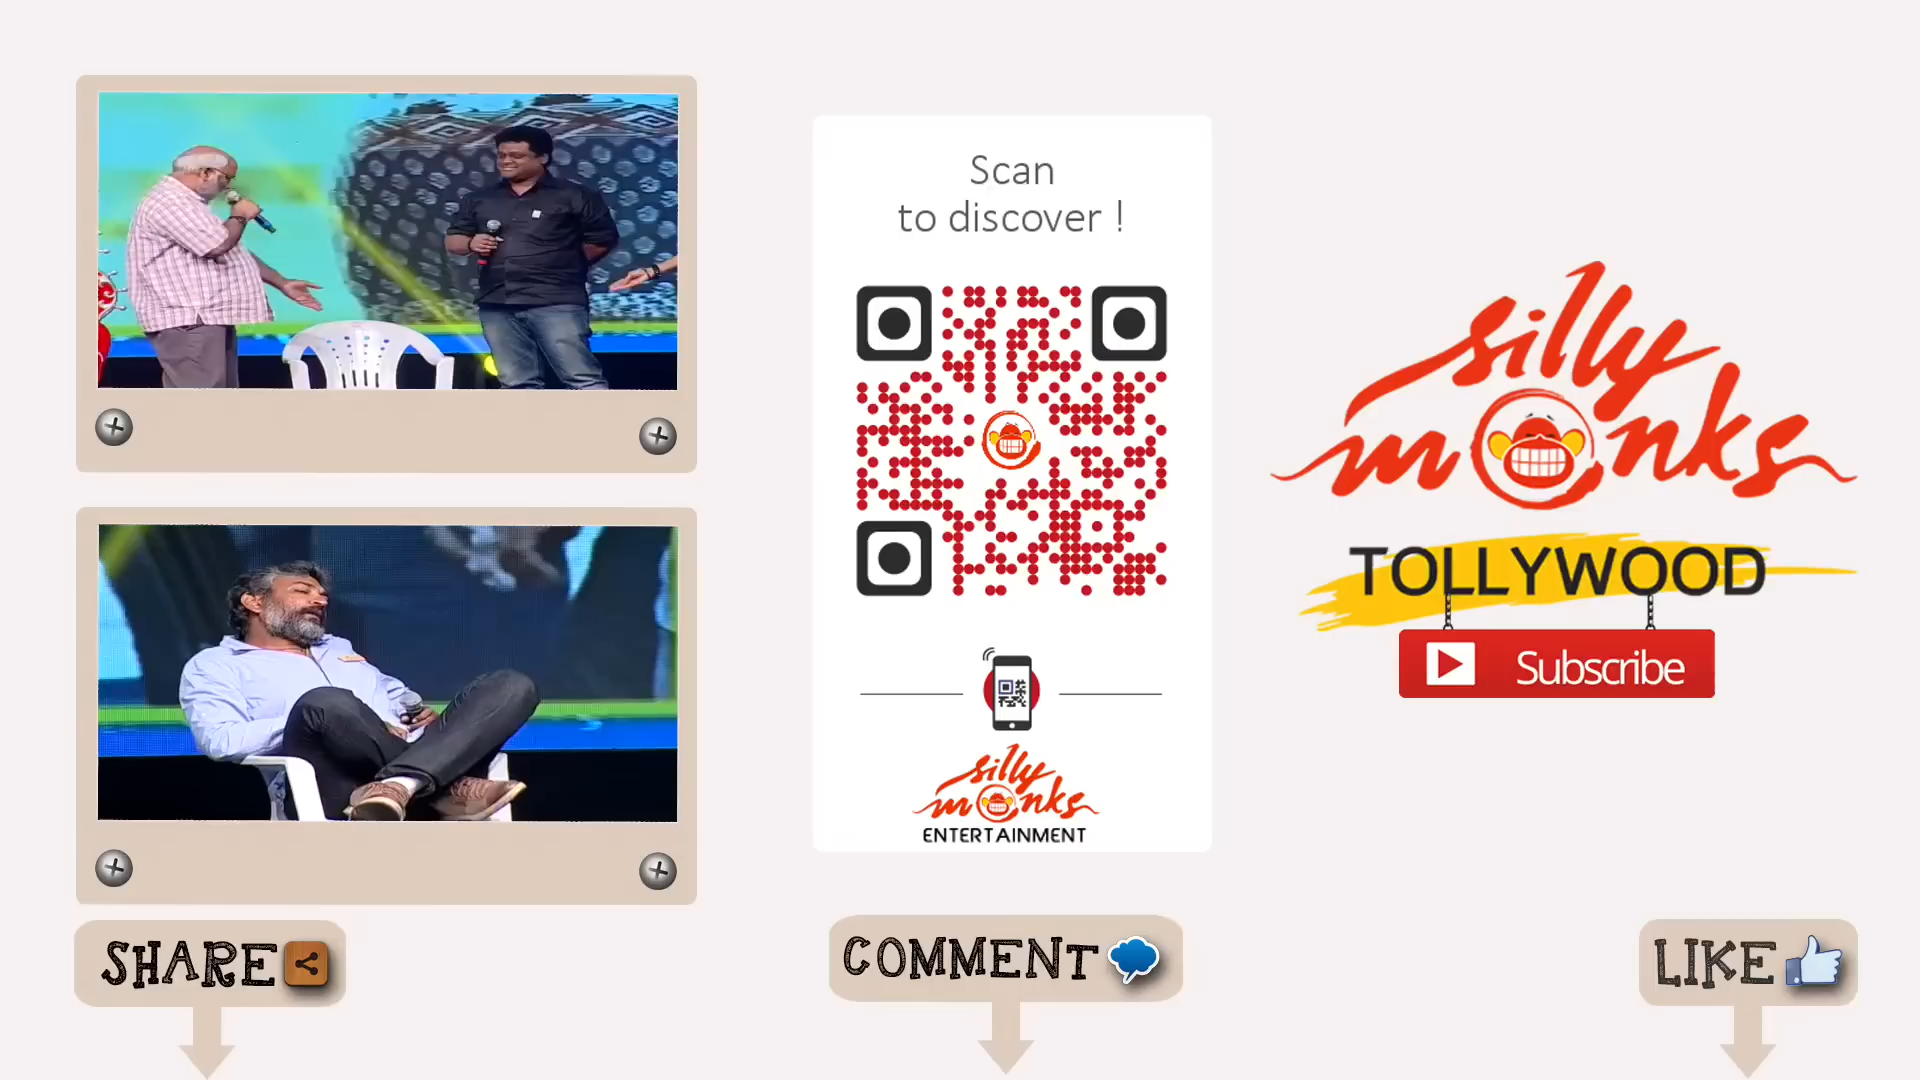 Scan
to discover !
silly
monks
ENTERTAINMENT
silly
monks
TOLLYWOOD
Subscribe
SHARE
COMMENT
LIKE